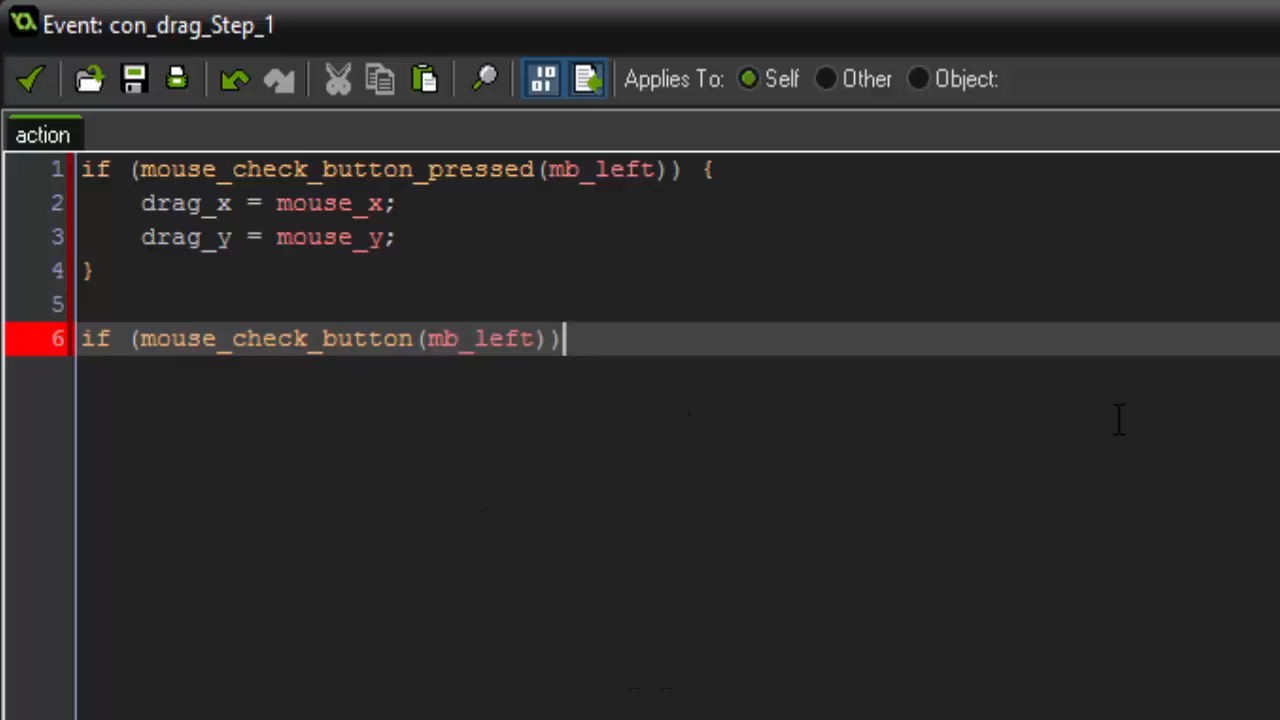 Event: con_drag_Step_1
Applies To: Self Other Object:
action
1 if (mouse_check_button_pressed(mb_left)) {
2 drag_x = mouse_x;
3 drag_y = mouse_y;
4 }
5
6 if (mouse_check_button(mb_left))